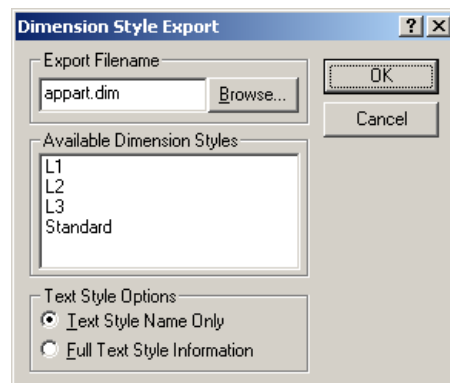 Dimension Style Export
Export Filename
appart.dim
Browse...
OK
Cancel
Available Dimension Styles
L1
L2
L3
Standard
Text Style Options
Text Style Name Only
Full Text Style Information